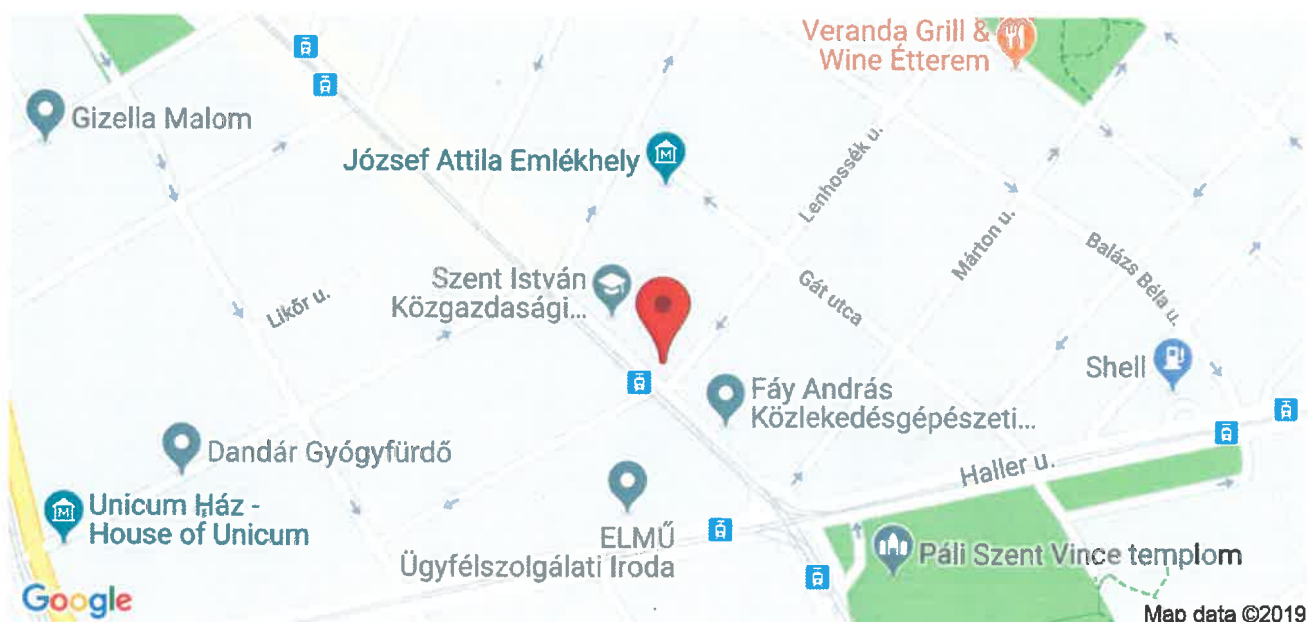 Veranda Grill &
Wine Étterem
Gizella Malom
József Attila Emlékhely
Lenhossék u.
Márton u.
Balázs Béla u.
Szent István
Közgazdasági...
Gát utca
Likőr u.
Shell
Fáy András
Közlekedésgépészeti...
Dandár Gyógyfürdő
Haller u.
Unicum Ház -
House of Unicum
ELMŰ
Ügyfélszolgálati Iroda
Páli Szent Vince templom
Google
Map data ©2019